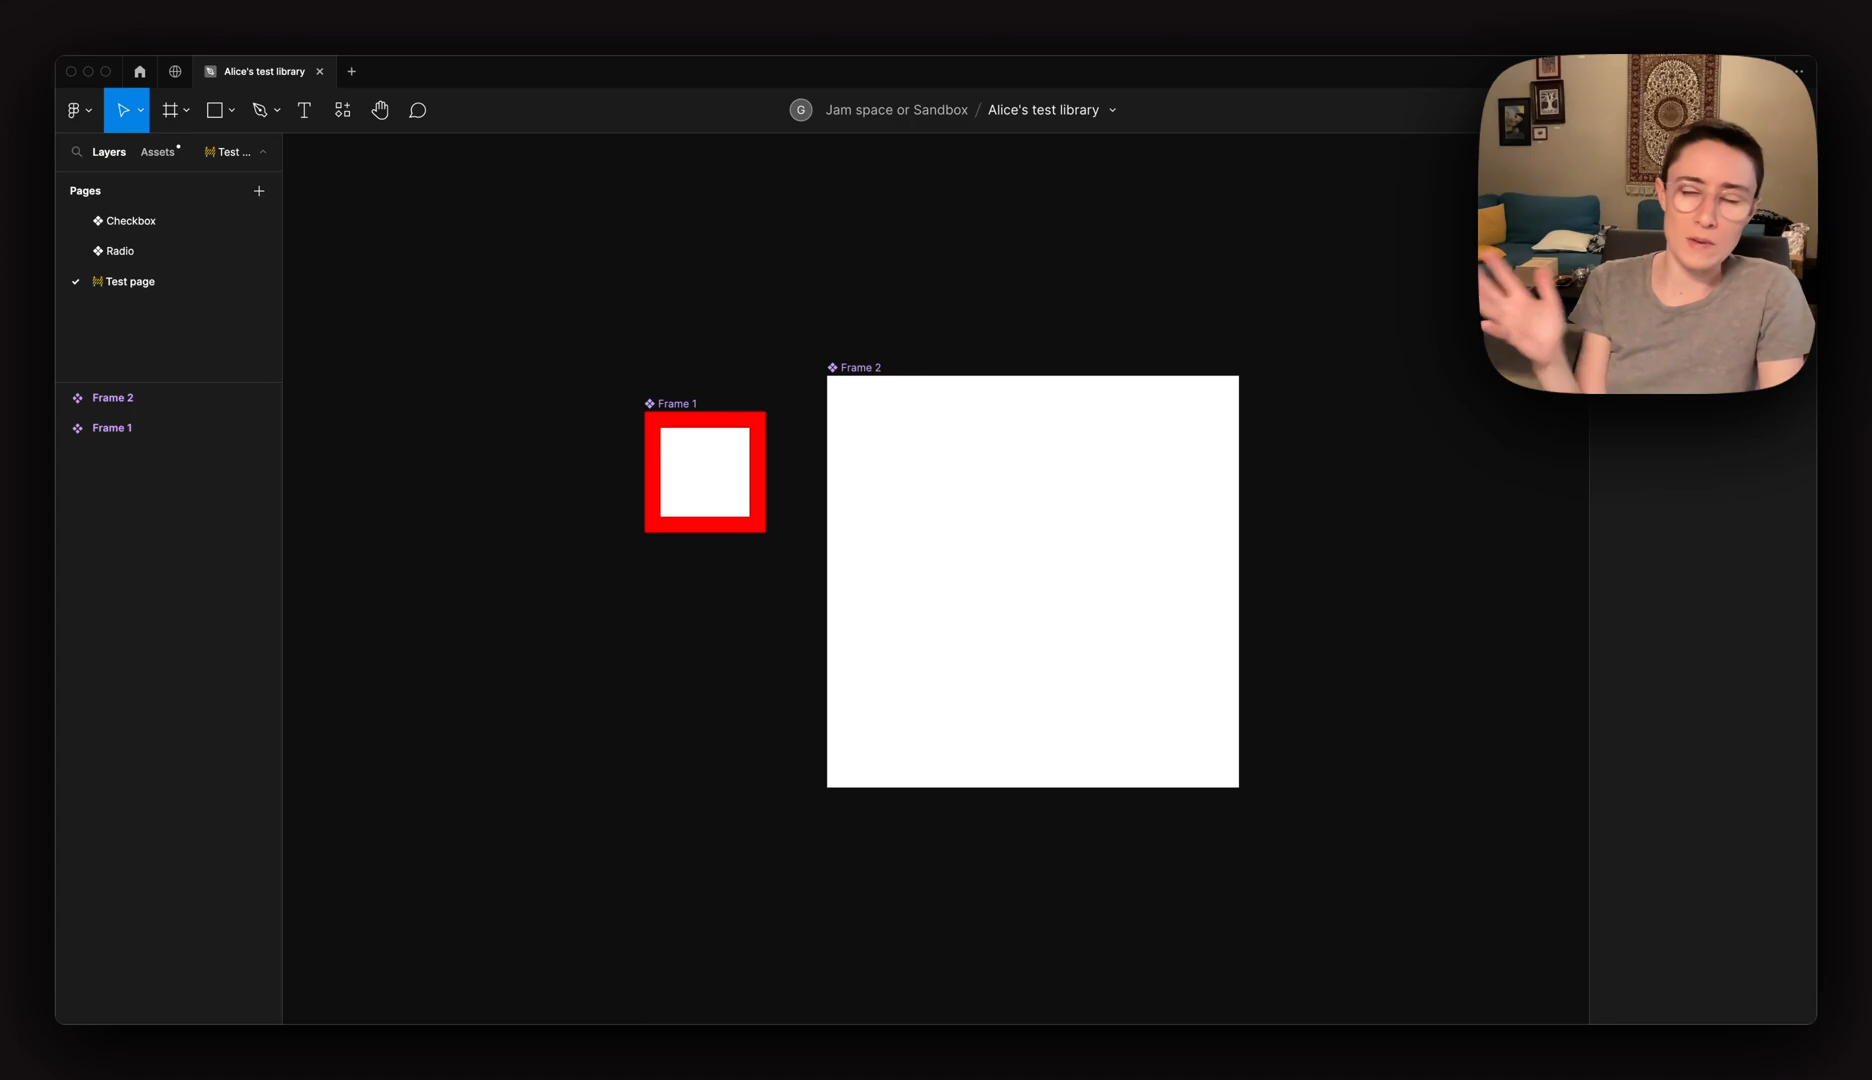 Alice's test library
G Jam space or Sandbox / Alice's test library
Layers Assets Test ...
Pages
Checkbox
Radio
Test page
Frame 2
Frame 1
Frame 1
Frame 2